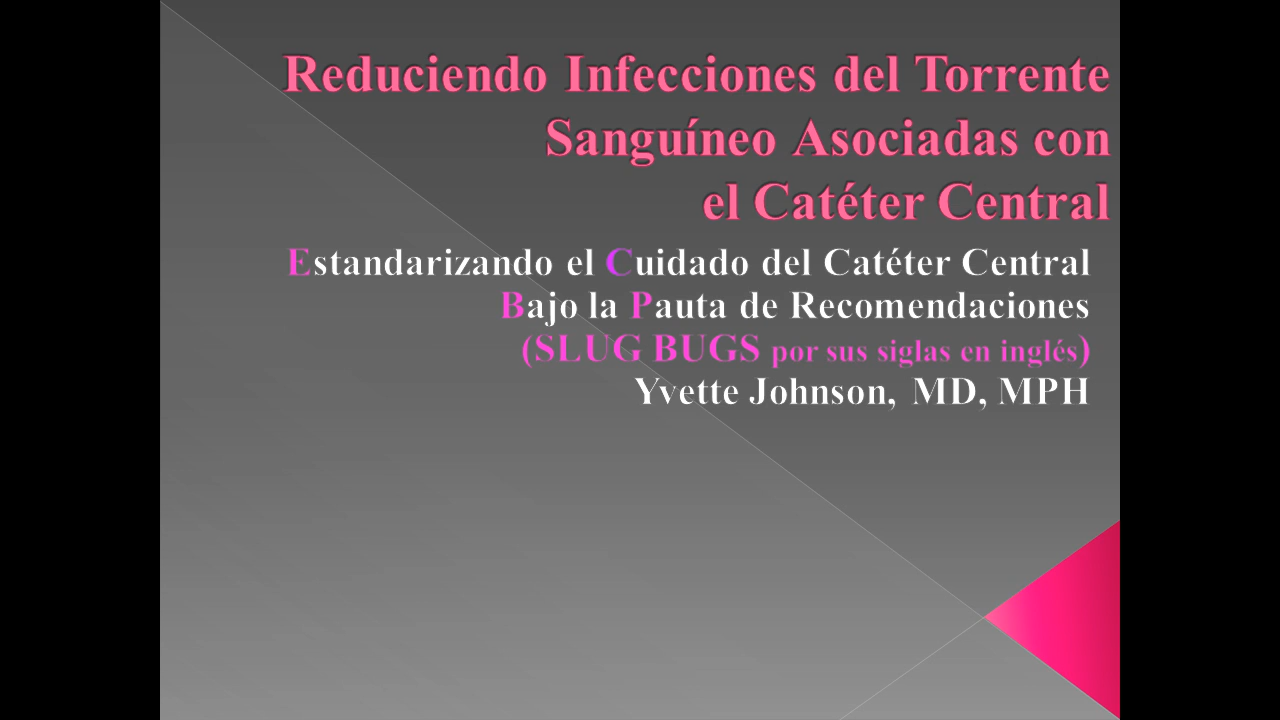 Reduciendo Infecciones del Torrente
Sanguíneo Asociadas con
el Catéter Central
Estandarizando el Cuidado del Catéter Central
Bajo la Pauta de Recomendaciones
(SLUG BUGS por sus siglas en inglés)
Yvette Johnson, MD, MPH